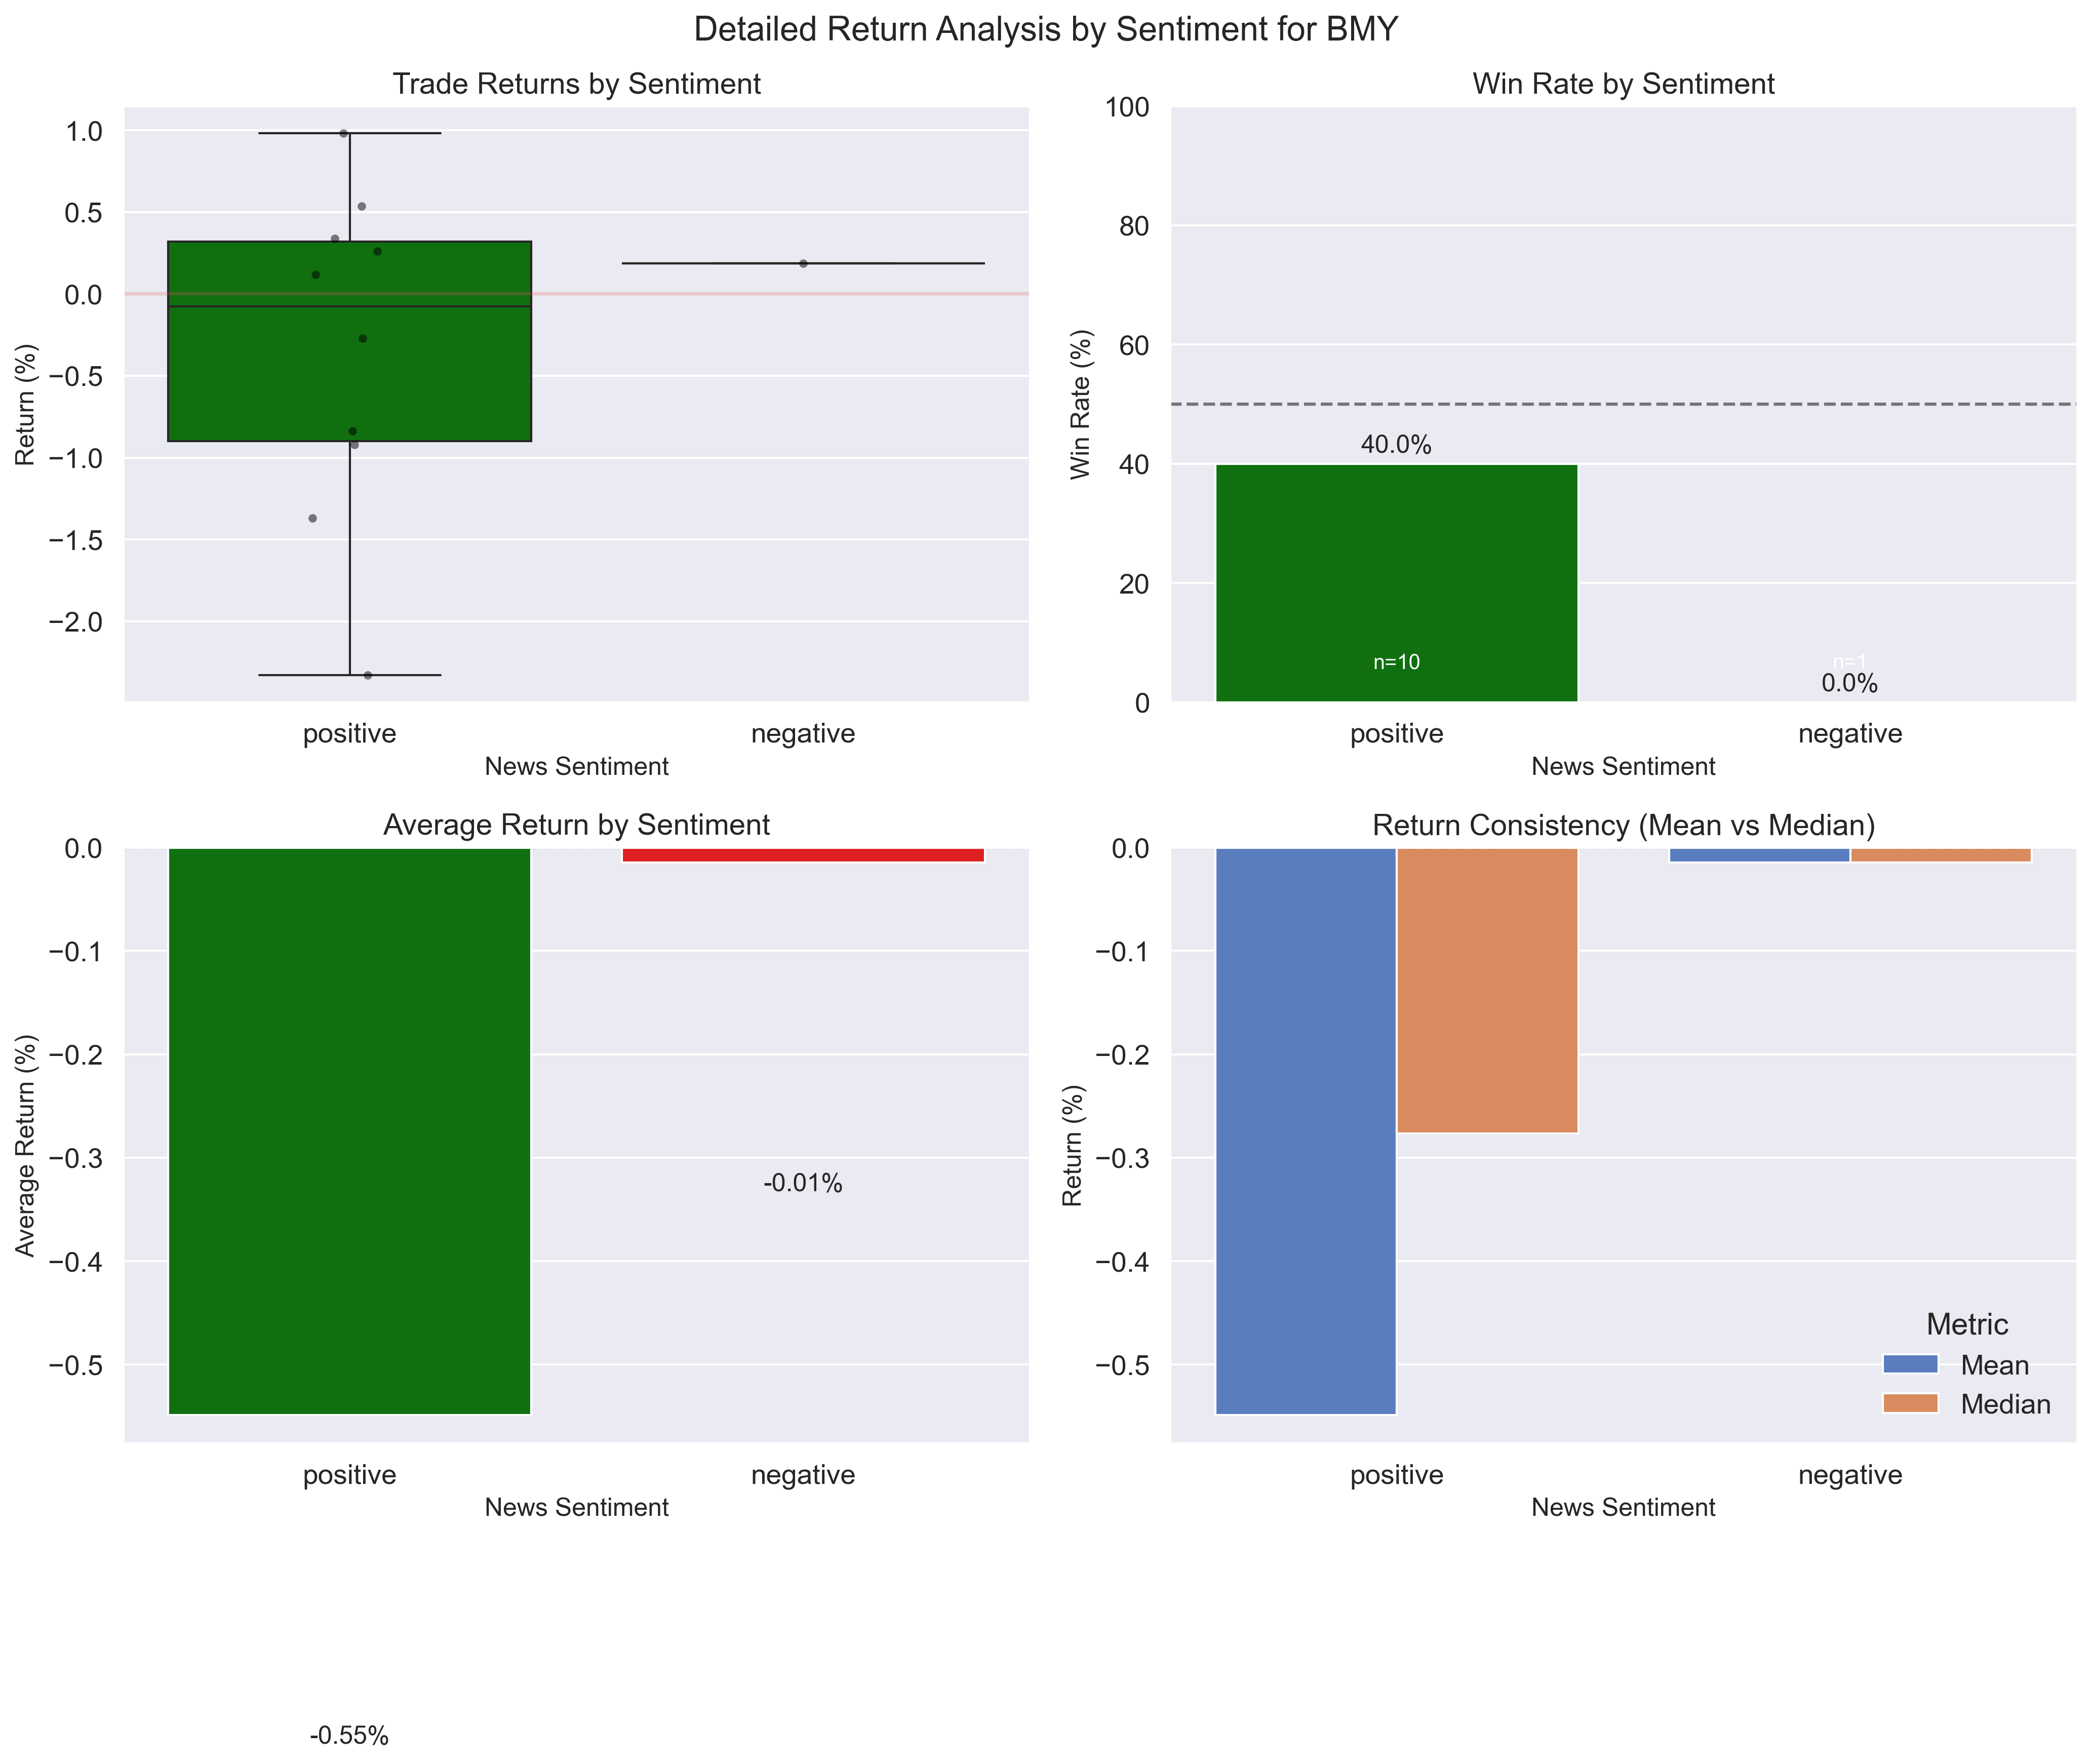 Detailed Return Analysis by Sentiment for BMY
Trade Returns by Sentiment
1.0
0.5
0.0
−0.5
−1.0
−1.5
−2.0
Return (%)
positive
negative
News Sentiment
Win Rate by Sentiment
100
80
60
40
20
0
Win Rate (%)
40.0%
n=10
n=1
0.0%
positive
negative
News Sentiment
Average Return by Sentiment
0.0
−0.1
−0.2
−0.3
−0.4
−0.5
Average Return (%)
-0.01%
positive
negative
News Sentiment
-0.55%
Return Consistency (Mean vs Median)
0.0
−0.1
−0.2
−0.3
−0.4
−0.5
Return (%)
Metric
Mean
Median
positive
negative
News Sentiment